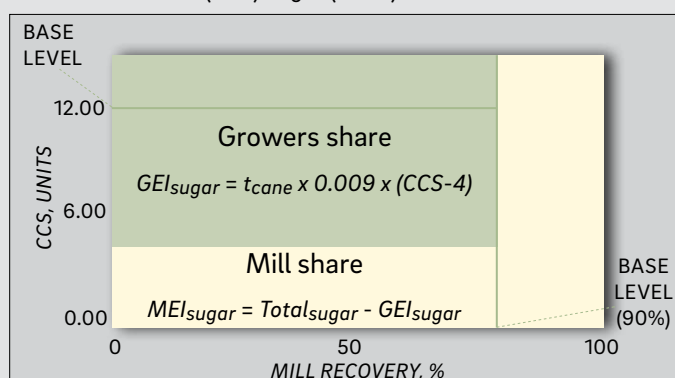 BASE
LEVEL
12.00
Growers share
GEIsugar = tcane x 0.009 x (CCS-4)
CCS, UNITS
6.00
Mill share
BASE
LEVEL
(90%)
MEIsugar = Totalsugar - GEIsugar
0.00
0
50
100
MILL RECOVERY, %